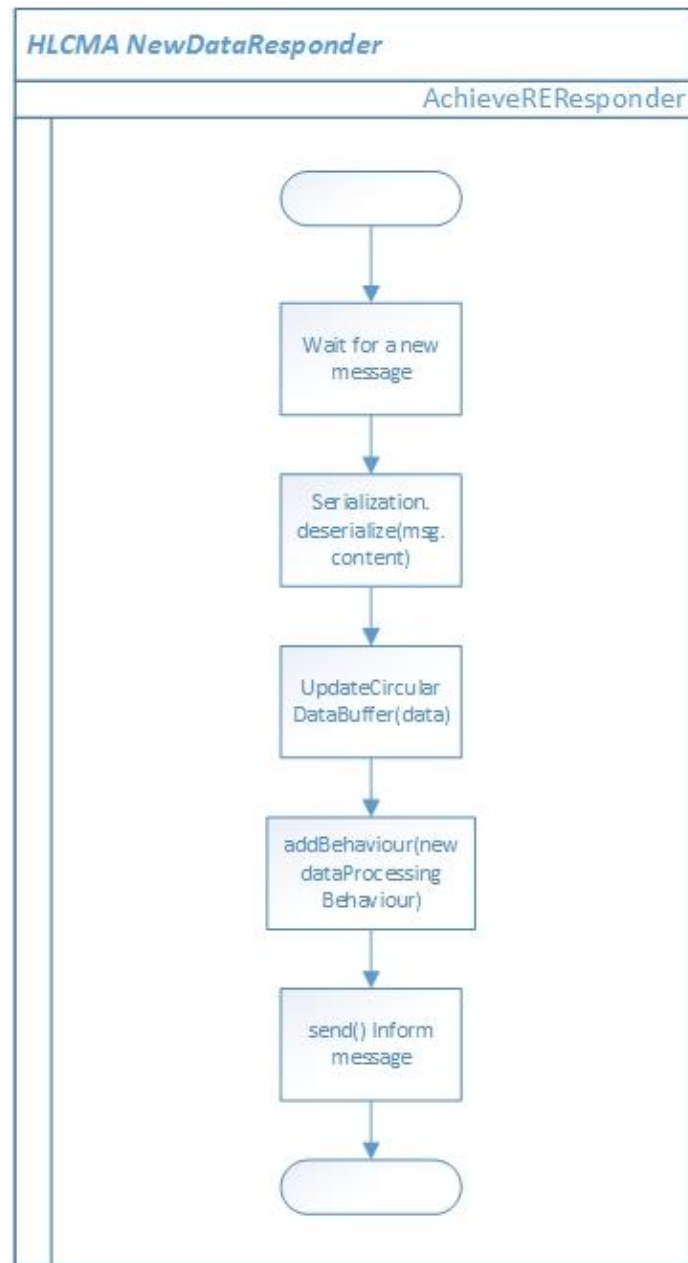 HLCMA NewDataResponder
AchieveREResponder
Wait for a new
message
Serialization.
deserialize(msg.
content)
UpdateCircular
DataBuffer(data)
addBehaviour(new
dataProcessing
Behaviour)
send() Inform
message